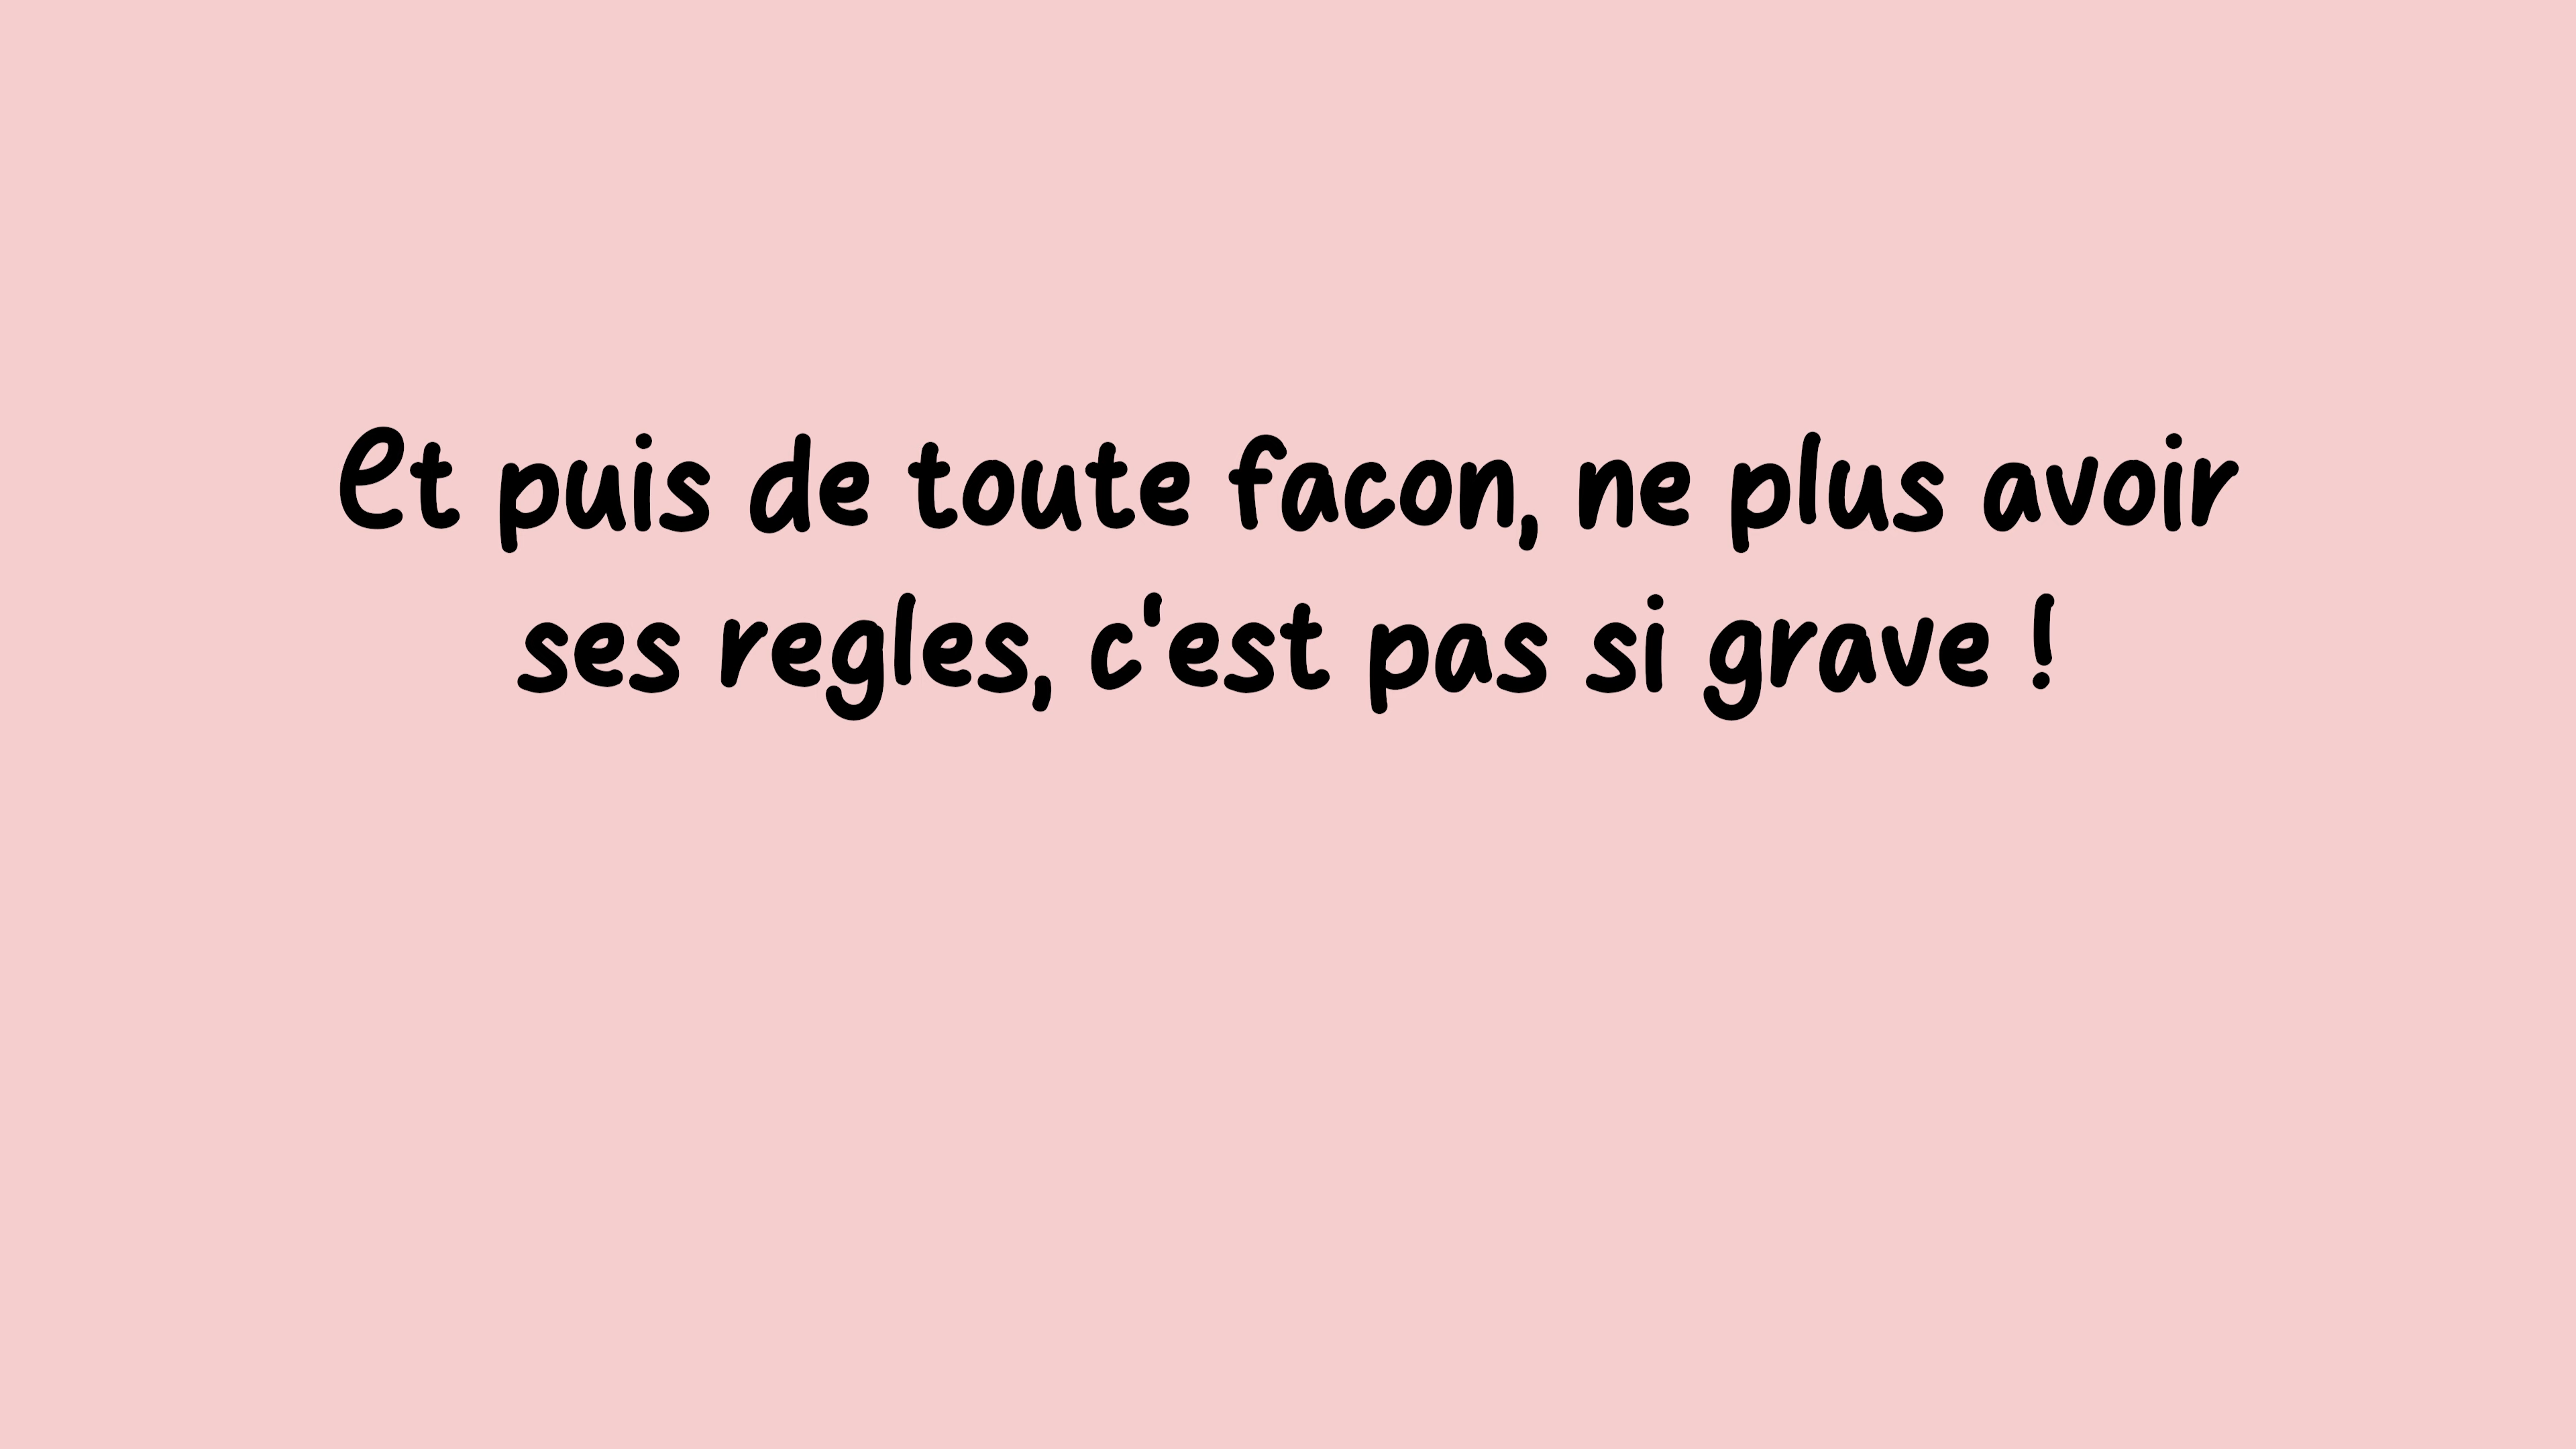 Et puis de toute facon, ne plus avoir
ses regles, c'est pas si grave !